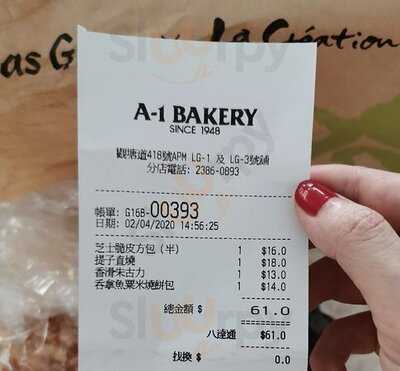 as G
La Création
A-1 BAKERY
SINCE 1948
觀塘道418號APM LG-1 及 LG-3號鋪
分店電話: 2386-0893
帳單: G16B-00393
日期: 02/04/2020 14:56:25
芝士脆皮方包 (半) 1 $16.0
提子直燒 1 $18.0
香滑朱古力 1 $13.0
吞拿魚粟米燒餅包 1 $14.0
總金額 $ 61.0
八達通 $61.0
找換 $ 0.0